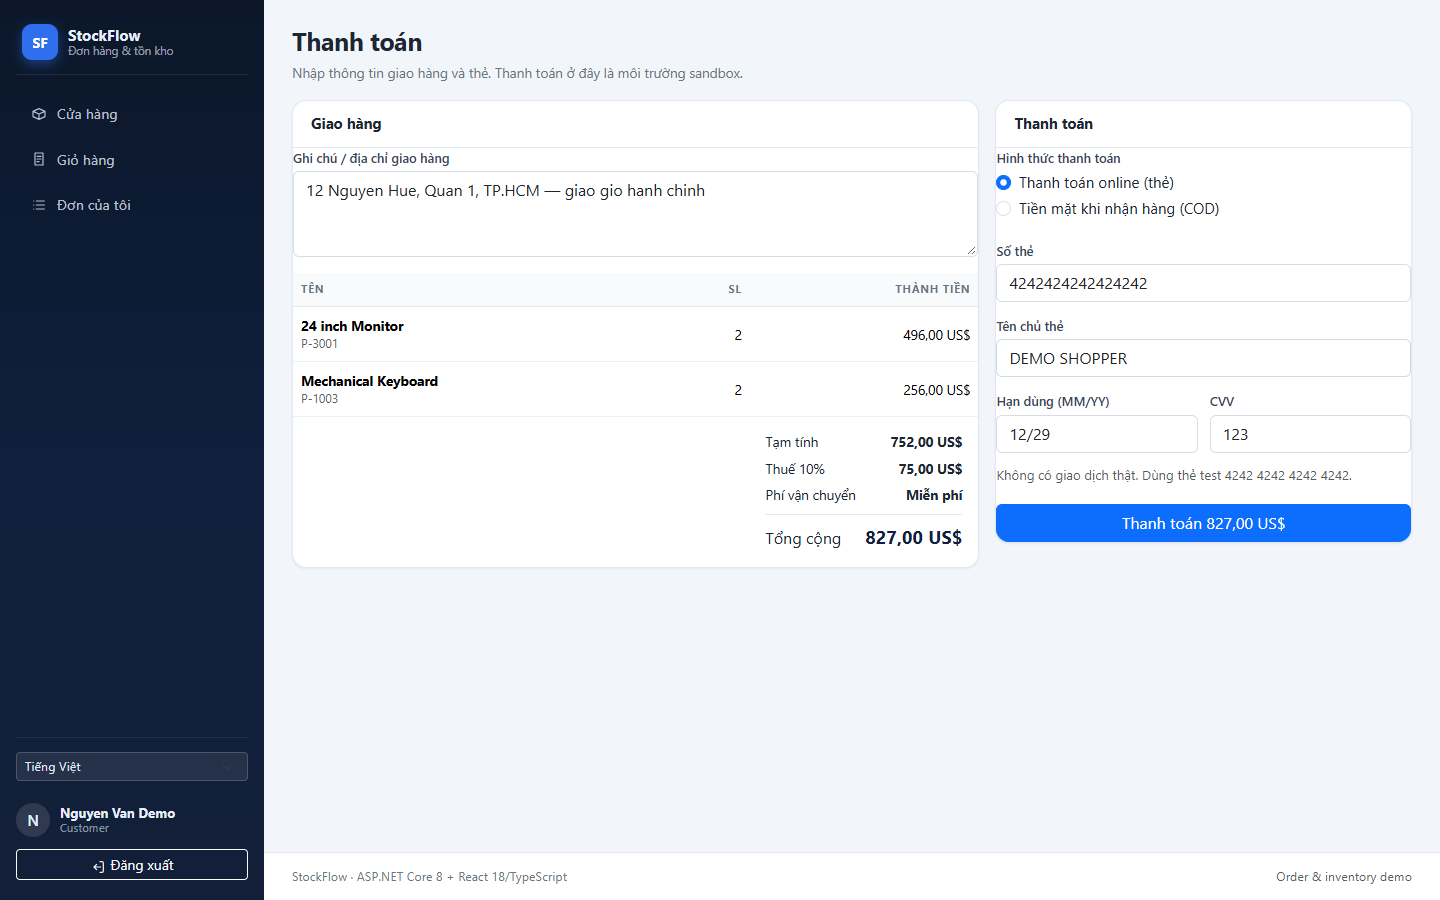 SF
StockFlow
Đơn hàng & tồn kho
Cửa hàng
Giỏ hàng
Đơn của tôi
Tiếng Việt
N
Nguyen Van Demo
Customer
Đăng xuất
Thanh toán
Nhập thông tin giao hàng và thẻ. Thanh toán ở đây là môi trường sandbox.
Giao hàng
Ghi chú / địa chỉ giao hàng
12 Nguyen Hue, Quan 1, TP.HCM — giao gio hanh chinh
TÊN SL THÀNH TIỀN
24 inch Monitor
P-3001
2 496,00 US$
Mechanical Keyboard
P-1003
2 256,00 US$
Tạm tính 752,00 US$
Thuế 10% 75,00 US$
Phí vận chuyển Miễn phí
Tổng cộng 827,00 US$
Thanh toán
Hình thức thanh toán
Thanh toán online (thẻ)
Tiền mặt khi nhận hàng (COD)
Số thẻ
4242424242424242
Tên chủ thẻ
DEMO SHOPPER
Hạn dùng (MM/YY) CVV
12/29 123
Không có giao dịch thật. Dùng thẻ test 4242 4242 4242 4242.
Thanh toán 827,00 US$
StockFlow · ASP.NET Core 8 + React 18/TypeScript
Order & inventory demo